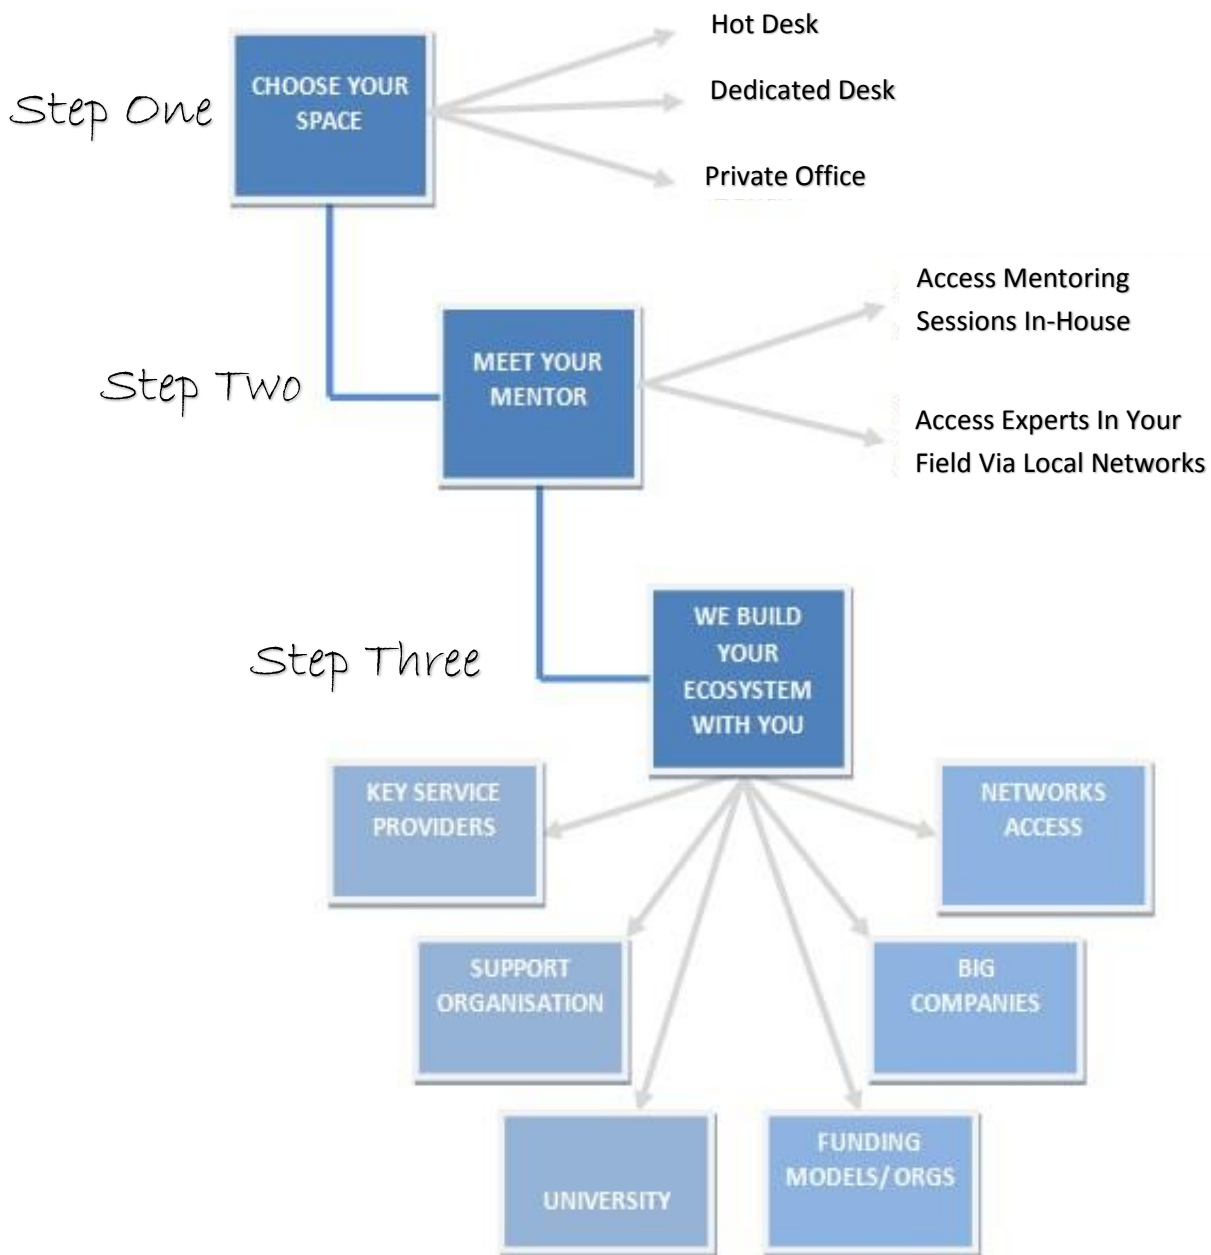 Hot Desk
Step One
CHOOSE YOUR
SPACE
Dedicated Desk
Private Office
Access Mentoring
Sessions In-House
Step Two
MEET YOUR
MENTOR
Access Experts In Your
Field Via Local Networks
Step Three
WE BUILD
YOUR
ECOSYSTEM
WITH YOU
KEY SERVICE
PROVIDERS
NETWORKS
ACCESS
SUPPORT
ORGANISATION
BIG
COMPANIES
UNIVERSITY
FUNDING
MODELS/ ORGS